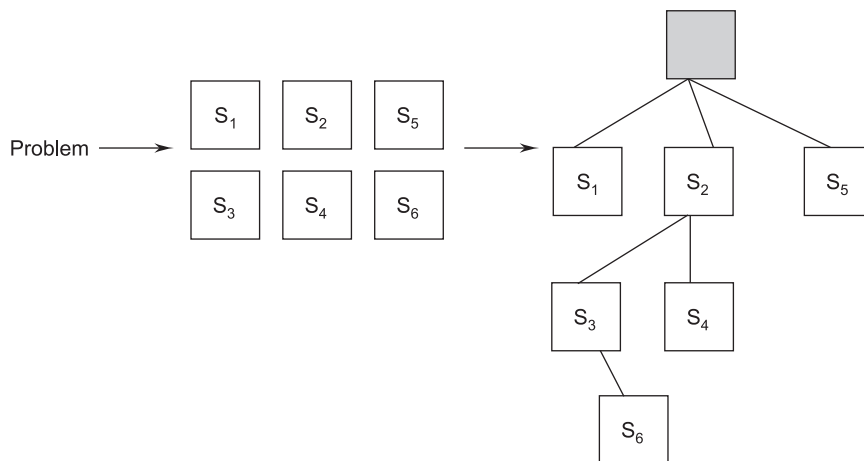 Problem
S₁ S₂ S₅
S₃ S₄ S₆
S₁ S₂ S₅
S₃ S₄
S₆